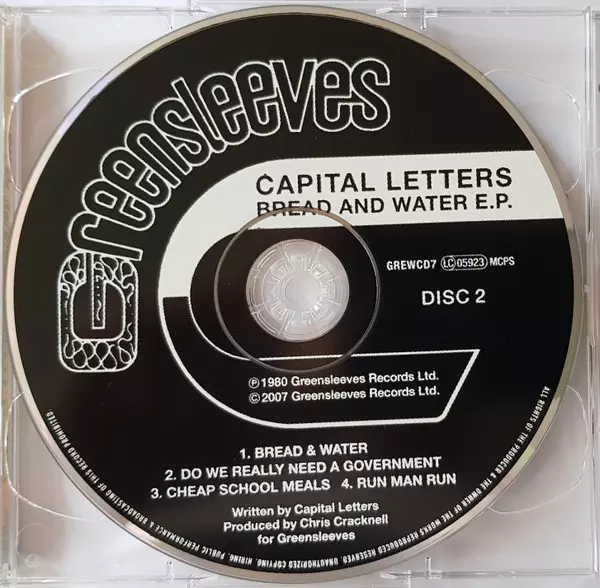 Greensleeves
CAPITAL LETTERS
BREAD AND WATER E.P.
GREWCD7 LC 05923 MCPS
DISC 2
℗ 1980 Greensleeves Records Ltd.
© 2007 Greensleeves Records Ltd.
1. BREAD & WATER
2. DO WE REALLY NEED A GOVERNMENT
3. CHEAP SCHOOL MEALS 4. RUN MAN RUN
Written by Capital Letters
Produced by Chris Cracknell
for Greensleeves
ALL RIGHTS OF THE PRODUCER & THE OWNER OF THE WORKS REPRODUCED RESERVED. UNAUTHORIZED COPYING, HIRING, PUBLIC PERFORMANCE & BROADCASTING OF THIS RECORD PROHIBITED.